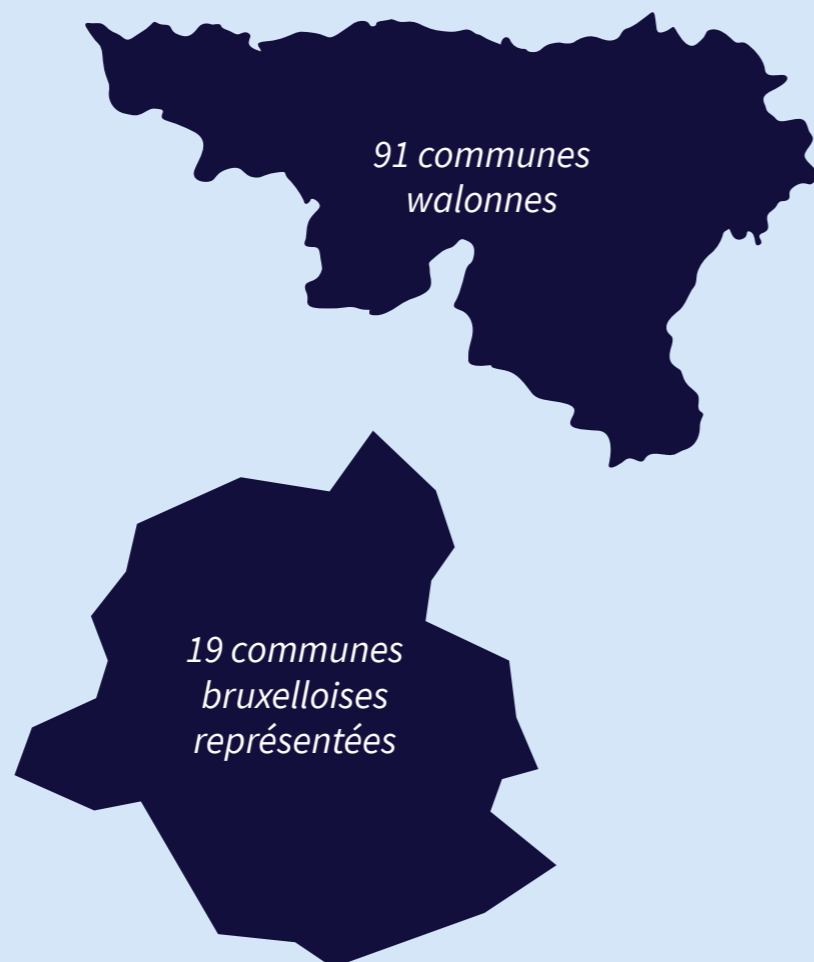 91 communes
walonnes
19 communes
bruxelloises
représentées